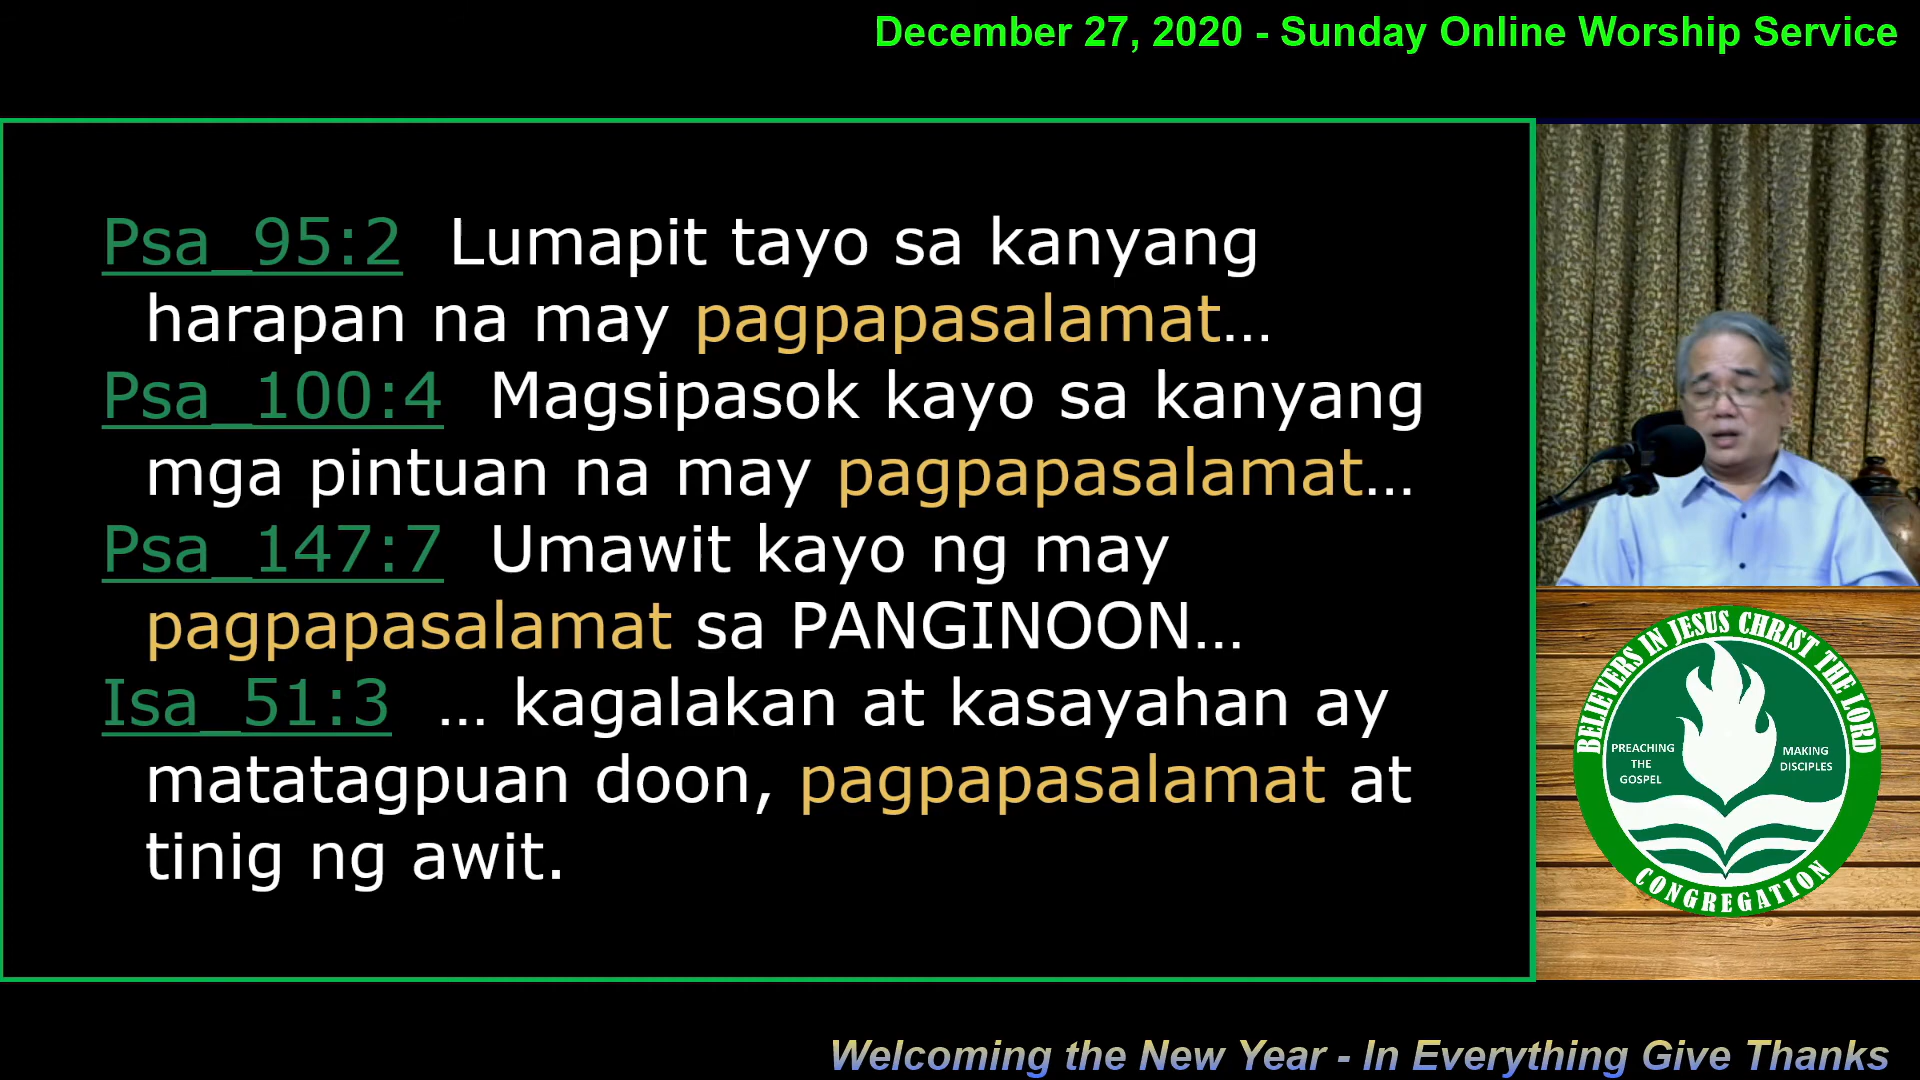 December 27, 2020 - Sunday Online Worship Service
Psa_95:2 Lumapit tayo sa kanyang
harapan na may pagpapasalamat...
Psa_100:4 Magsipasok kayo sa kanyang
mga pintuan na may pagpapasalamat...
Psa_147:7 Umawit kayo ng may
pagpapasalamat sa PANGINOON...
Isa_51:3 ... kagalakan at kasayahan ay
matatagpuan doon, pagpapasalamat at
tinig ng awit.
BELIEVERS IN JESUS CHRIST THE LORD
PREACHING
THE
GOSPEL
MAKING
DISCIPLES
CONGREGATION
Welcoming the New Year - In Everything Give Thanks